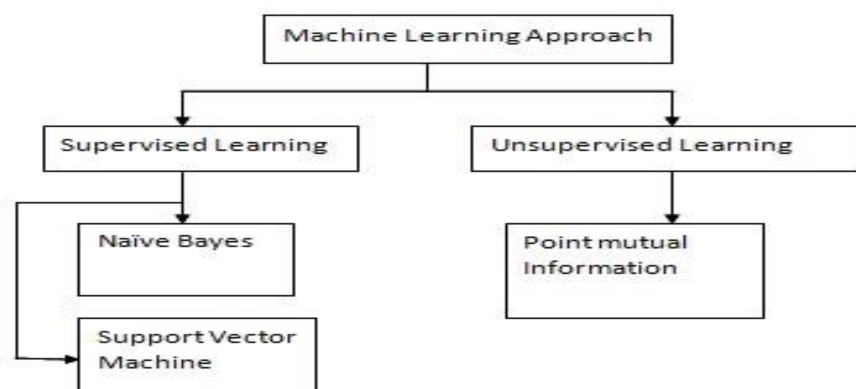 Machine Learning Approach
Supervised Learning
Unsupervised Learning
Naïve Bayes
Point mutual
Information
Support Vector
Machine